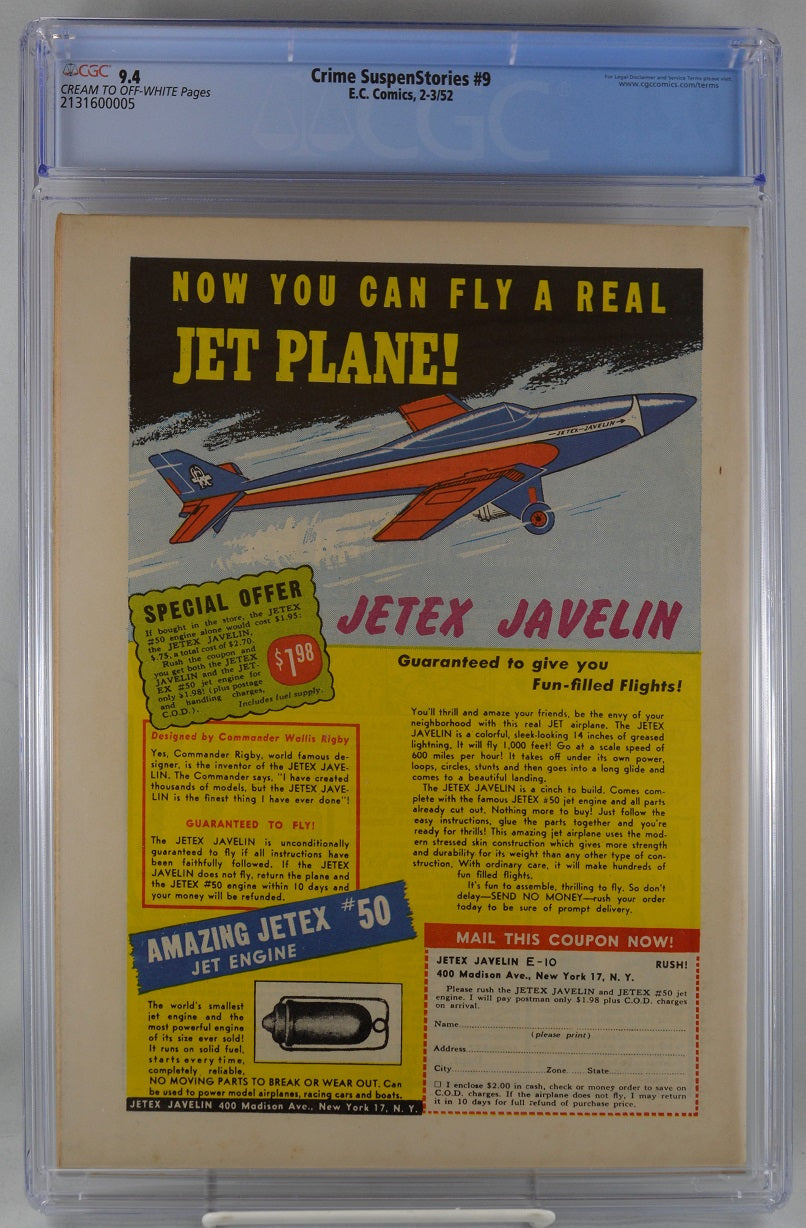 CGC 9.4
CREAM TO OFF-WHITE Pages
2131600005
Crime SuspenStories #9
E.C. Comics, 2-3/52
For Legal Disclaimer and Service Terms please visit
www.cgccomics.com/terms
CGC
NOW YOU CAN FLY A REAL
JET PLANE!
JETEX-JAVELIN
SPECIAL OFFER
If bought in the store, the JETEX
#50 engine alone would cost $1.95;
the JETEX JAVELIN,
$.75, a total cost of $2.70.
Rush the coupon and
you get both the JETEX
JAVELIN and the JET-
EX #50 jet engine for
only $1.98! (plus postage
and handling charges,
C.O.D.).
Includes fuel supply.
$1.98
JETEX JAVELIN
Guaranteed to give you
Fun-filled Flights!
Designed by Commander Wallis Rigby
Yes, Commander Rigby, world famous de-
signer, is the inventor of the JETEX JAVE-
LIN. The Commander says, "I have created
thousands of models, but the JETEX JAVE-
LIN is the finest thing I have ever done"!
GUARANTEED TO FLY!
The JETEX JAVELIN is unconditionally
guaranteed to fly if all instructions have
been faithfully followed. If the JETEX
JAVELIN does not fly, return the plane and
the JETEX #50 engine within 10 days and
your money will be refunded.
You'll thrill and amaze your friends, be the envy of your
neighborhood with this real JET airplane. The JETEX
JAVELIN is a colorful, sleek-looking 14 inches of greased
lightning. It will fly 1,000 feet! Go at a scale speed of
600 miles per hour! It takes off under its own power,
loops, circles, stunts and then goes into a long glide and
comes to a beautiful landing.
The JETEX JAVELIN is a cinch to build. Comes com-
plete with the famous JETEX #50 jet engine and all parts
already cut out. Nothing more to buy! Just follow the
easy instructions, glue the parts together and you're
ready for thrills! This amazing jet airplane uses the mod-
ern stressed skin construction which gives more strength
and durability for its weight than any other type of con-
struction. With ordinary care, it will make hundreds of
fun filled flights.
It's fun to assemble, thrilling to fly. So don't
delay—SEND NO MONEY—rush your order
today to be sure of prompt delivery.
AMAZING JETEX #50
JET ENGINE
The world's smallest
jet engine and the
most powerful engine
of its size ever sold!
It runs on solid fuel,
starts every time,
completely reliable,
NO MOVING PARTS TO BREAK OR WEAR OUT. Can
be used to power model airplanes, racing cars and boats.
JETEX JAVELIN 400 Madison Ave., New York 17, N. Y.
MAIL THIS COUPON NOW!
JETEX JAVELIN E-10 RUSH!
400 Madison Ave., New York 17, N. Y.
Please rush the JETEX JAVELIN and JETEX #50 jet
engine. I will pay postman only $1.98 plus C.O.D. charges
on arrival.
Name
(please print)
Address
City Zone State
☐ I enclose $2.00 in cash, check or money order to save on
C.O.D. charges. If the airplane does not fly, I may return
it in 10 days for full refund of purchase price.